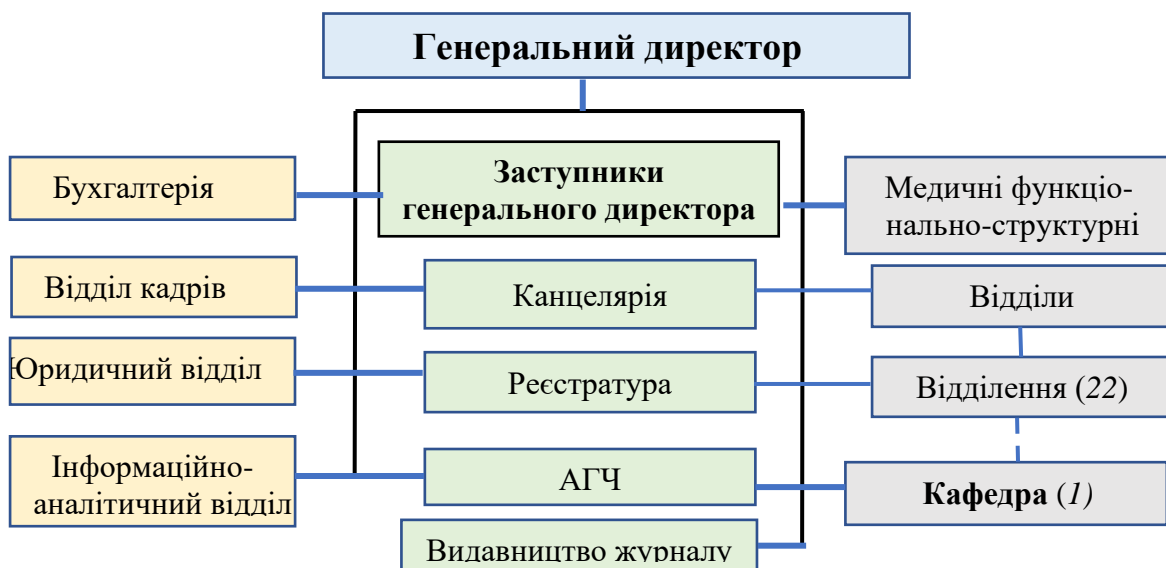 Генеральний директор
Заступники
генерального директора
Бухгалтерія
Медичні функціо-
нально-структурні
Відділ кадрів
Канцелярія
Відділи
Юридичний відділ
Реєстратура
Відділення (22)
Інформаційно-
аналітичний відділ
АГЧ
Кафедра (1)
Видавництво журналу